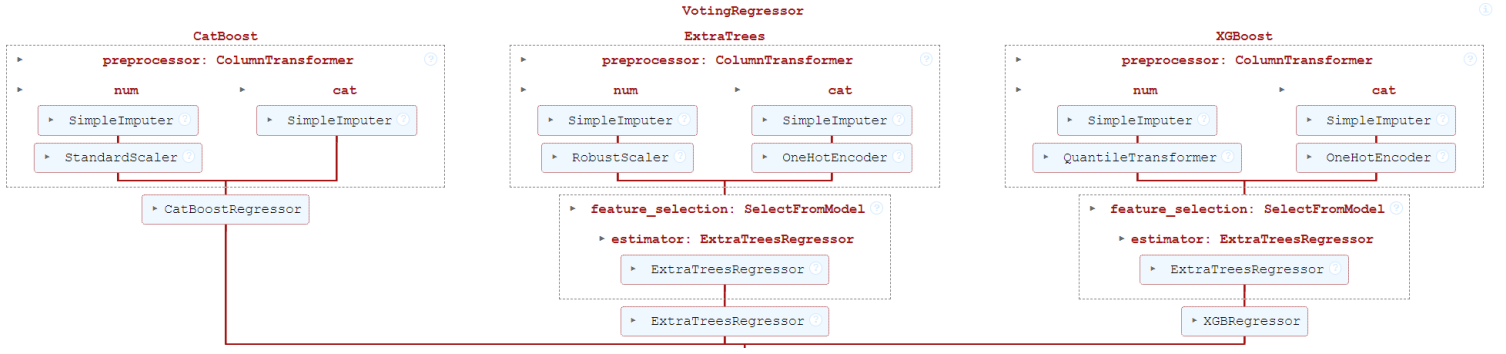 VotingRegressor
CatBoost ExtraTrees XGBoost
preprocessor: ColumnTransformer preprocessor: ColumnTransformer preprocessor: ColumnTransformer
num cat num cat num cat
SimpleImputer SimpleImputer SimpleImputer SimpleImputer SimpleImputer SimpleImputer
StandardScaler RobustScaler OneHotEncoder QuantileTransformer OneHotEncoder
CatBoostRegressor feature_selection: SelectFromModel feature_selection: SelectFromModel
estimator: ExtraTreesRegressor estimator: ExtraTreesRegressor
ExtraTreesRegressor ExtraTreesRegressor
ExtraTreesRegressor XGBRegressor